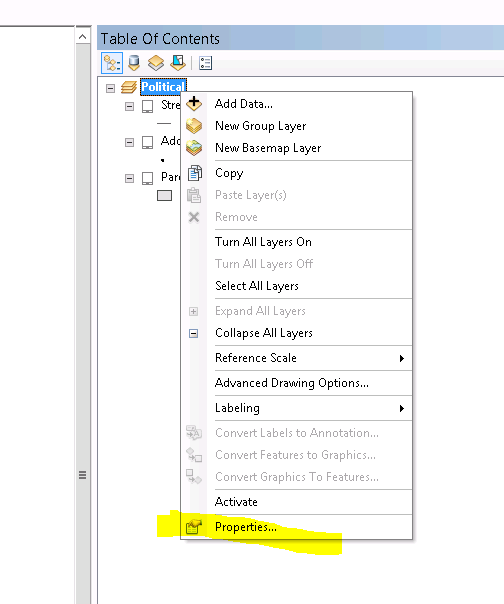 Table Of Contents
Political
Stre
Add Data...
New Group Layer
New Basemap Layer
Copy
Paste Layer(s)
Remove
Turn All Layers On
Turn All Layers Off
Select All Layers
Expand All Layers
Collapse All Layers
Reference Scale
Advanced Drawing Options...
Labeling
Convert Labels to Annotation...
Convert Features to Graphics...
Convert Graphics To Features...
Activate
Properties...